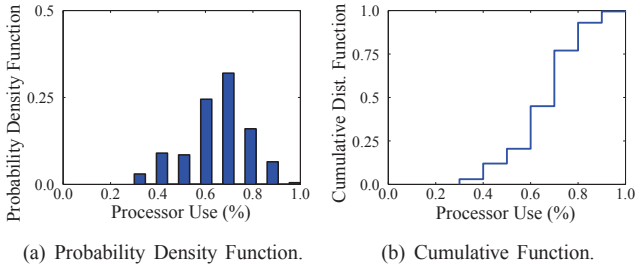 Probability Density Function
0.5
0.25
0.0
0.0 0.2 0.4 0.6 0.8 1.0
Processor Use (%)
(a) Probability Density Function.
Cumulative Dist. Function
1.0
0.75
0.5
0.25
0.0
0.0 0.2 0.4 0.6 0.8 1.0
Processor Use (%)
(b) Cumulative Function.